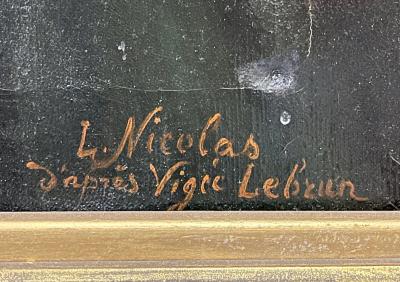 L. Nicolas
d'après Vigée Lebrun